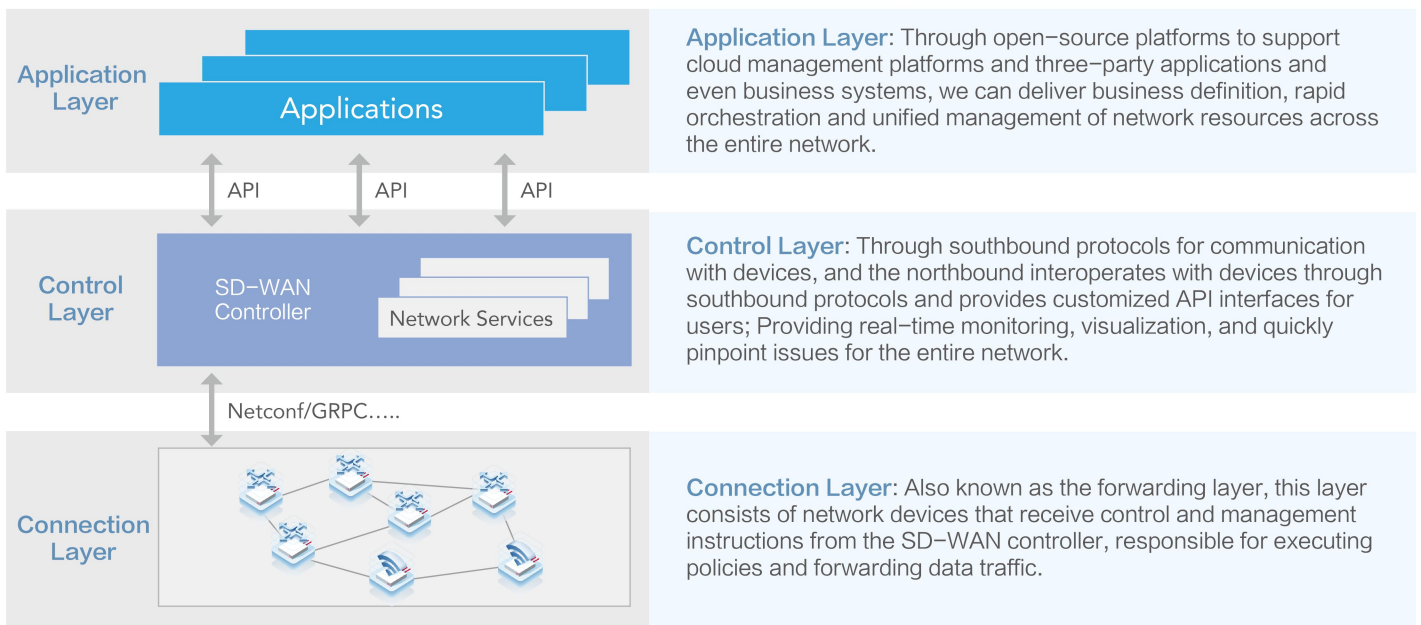 Application
Layer
Applications
Application Layer: Through open-source platforms to support
cloud management platforms and three-party applications and
even business systems, we can deliver business definition, rapid
orchestration and unified management of network resources across
the entire network.
API
API
API
Control
Layer
SD-WAN
Controller
Network Services
Control Layer: Through southbound protocols for communication
with devices, and the northbound interoperates with devices through
southbound protocols and provides customized API interfaces for
users; Providing real-time monitoring, visualization, and quickly
pinpoint issues for the entire network.
Netconf/GRPC.....
Connection
Layer
Connection Layer: Also known as the forwarding layer, this layer
consists of network devices that receive control and management
instructions from the SD-WAN controller, responsible for executing
policies and forwarding data traffic.